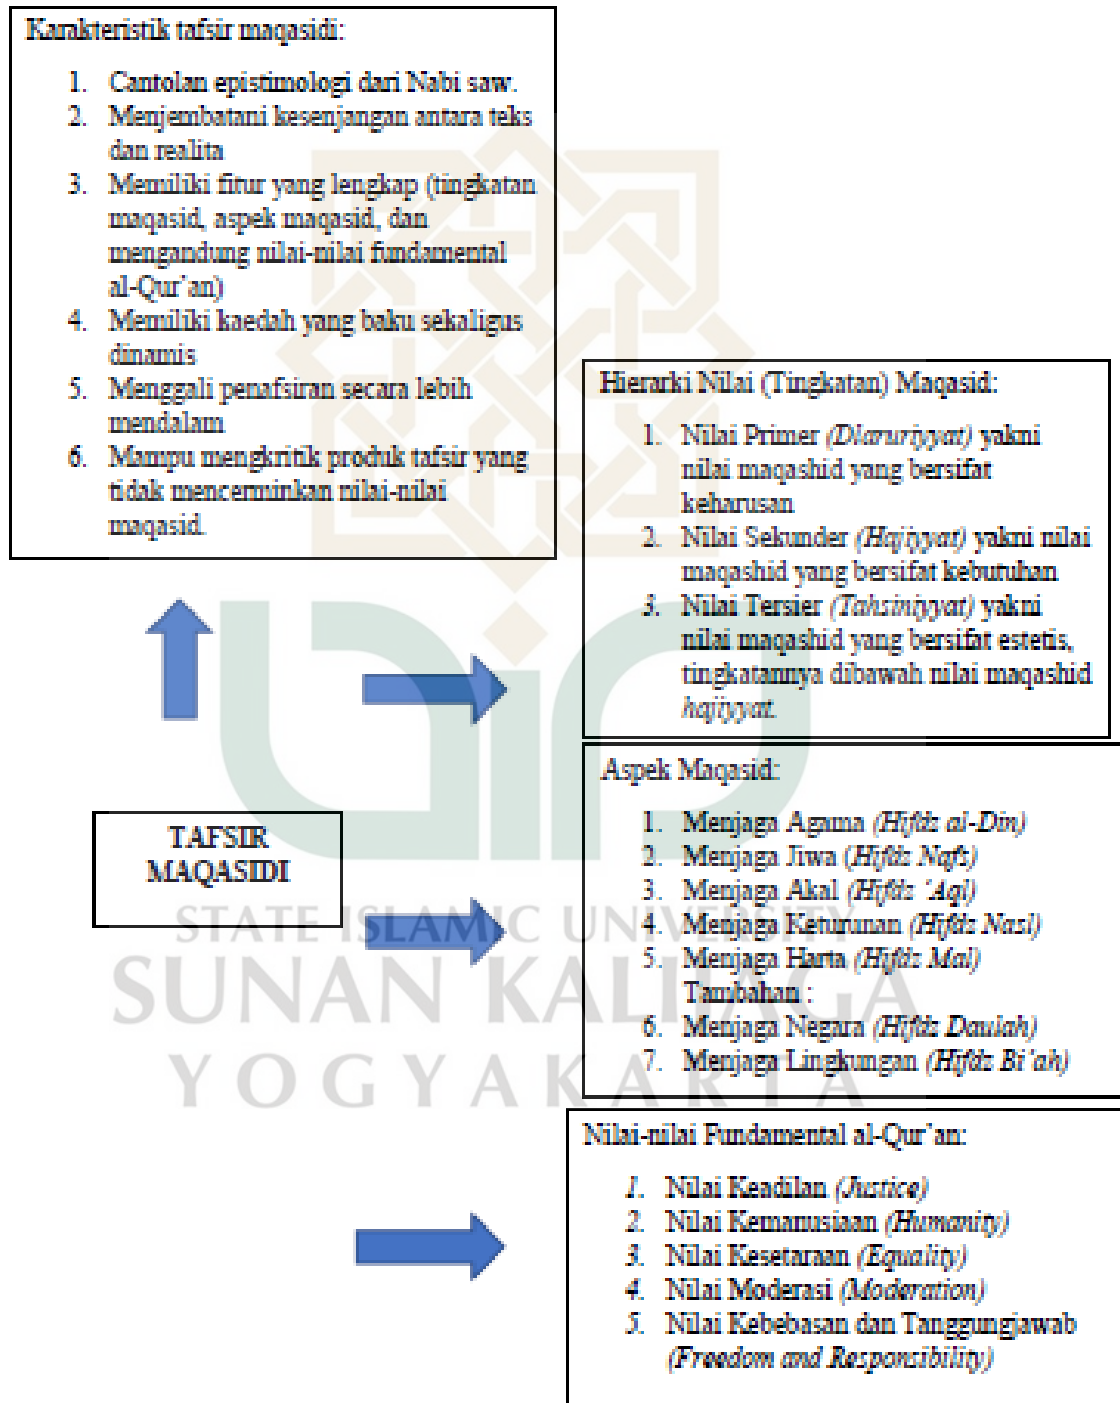 Karakteristik tafsir maqasidi:
1. Cantolan epistimologi dari Nabi saw.
2. Menjembatani kesenjangan antara teks
dan realita
3. Memiliki fitur yang lengkap (tingkatan
maqasid, aspek maqasid, dan
mengandung nilai-nilai fundamental
al-Qur`an)
4. Memiliki kaedah yang baku sekaligus
dinamis
5. Menggali penafsiran secara lebih
mendalam
6. Mampu mengkritik produk tafsir yang
tidak mencerminkan nilai-nilai
maqasid.
Hierarki Nilai (Tingkatan) Maqasid:
1. Nilai Primer (Dlaruriyyat) yakni
nilai maqashid yang bersifat
keharusan
2. Nilai Sekunder (Hajiyyat) yakni nilai
maqashid yang bersifat kebutuhan
3. Nilai Tersier (Tahsiniyyat) yakni
nilai maqashid yang bersifat estetis,
tingkatannya dibawah nilai maqashid
hajiyyat.
TAFSIR
MAQASIDI
Aspek Maqasid:
1. Menjaga Agama (Hifdz al-Din)
2. Menjaga Jiwa (Hifdz Nafs)
3. Menjaga Akal (Hifdz 'Aql)
4. Menjaga Keturunan (Hifdz Nasl)
5. Menjaga Harta (Hifdz Mal)
Tambahan :
6. Menjaga Negara (Hifdz Daulah)
7. Menjaga Lingkungan (Hifdz Bi'ah)
STATE ISLAMIC UNIVERSITY
SUNAN KALIJAGA
YOGYAKARTA
Nilai-nilai Fundamental al-Qur`an:
1. Nilai Keadilan (Justice)
2. Nilai Kemanusiaan (Humanity)
3. Nilai Kesetaraan (Equality)
4. Nilai Moderasi (Moderation)
5. Nilai Kebebasan dan Tanggungjawab
(Freedom and Responsibility)